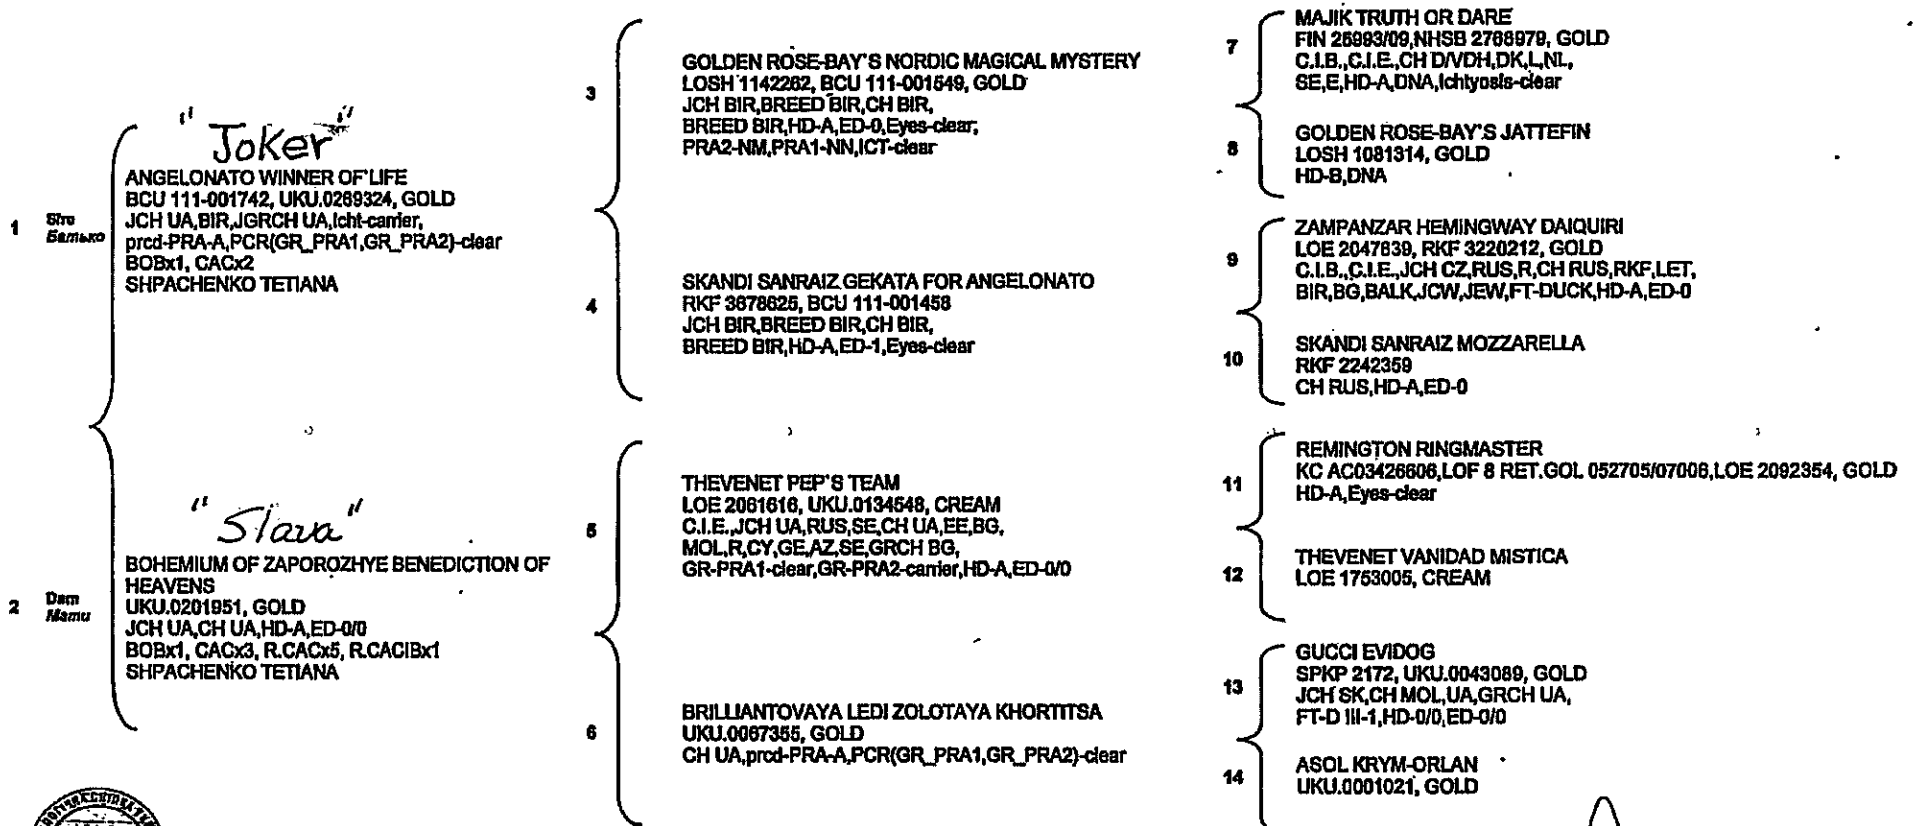 " Joker "
1 Sire
Батько
ANGELONATO WINNER OF LIFE
BCU 111-001742, UKU.0269324, GOLD
JCH UA,BIR,JGRCH UA,Icht-carrier,
prcd-PRA-A,PCR(GR_PRA1,GR_PRA2)-clear
BOBx1, CACx2
SHPACHENKO TETIANA
" Slava "
2 Dam
Мати
BOHEMIUM OF ZAPOROZHYE BENEDICTION OF
HEAVENS
UKU.0201951, GOLD
JCH UA,CH UA,HD-A,ED-0/0
BOBx1, CACx3, R.CACx5, R.CACIBx1
SHPACHENKO TETIANA
3
GOLDEN ROSE-BAY'S NORDIC MAGICAL MYSTERY
LOSH 1142262, BCU 111-001549, GOLD
JCH BIR,BREED BIR,CH BIR,
BREED BIR,HD-A,ED-0,Eyes-clear,
PRA2-NM,PRA1-NN,ICT-clear
4
SKANDI SANRAIZ GEKATA FOR ANGELONATO
RKF 3678625, BCU 111-001458
JCH BIR,BREED BIR,CH BIR,
BREED BIR,HD-A,ED-1,Eyes-clear
5
THEVENET PEP'S TEAM
LOE 2061616, UKU.0134548, CREAM
C.I.E.,JCH UA,RUS,SE,CH UA,EE,BG,
MOL,R,CY,GE,AZ,SE,GRCH BG,
GR-PRA1-clear,GR-PRA2-carrier,HD-A,ED-0/0
6
BRILLIANTOVAYA LEDI ZOLOTAYA KHORTITSA
UKU.0067355, GOLD
CH UA,prcd-PRA-A,PCR(GR_PRA1,GR_PRA2)-clear
7
MAJIK TRUTH OR DARE
FIN 25993/09,NHSB 2768979, GOLD
C.I.B.,C.I.E.,CH D/VDH,DK,L,NL,
SE,E,HD-A,DNA,Ichtyosis-clear
8
GOLDEN ROSE-BAY'S JATTEFIN
LOSH 1081314, GOLD
HD-B,DNA
9
ZAMPANZAR HEMINGWAY DAIQUIRI
LOE 2047639, RKF 3220212, GOLD
C.I.B.,C.I.E.,JCH CZ,RUS,R,CH RUS,RKF,LET,
BIR,BG,BALK,JCW,JEW,FT-DUCK,HD-A,ED-0
10
SKANDI SANRAIZ MOZZARELLA
RKF 2242359
CH RUS,HD-A,ED-0
11
REMINGTON RINGMASTER
KC AC03426606,LOF 8 RET.GOL 052705/07006,LOE 2092354, GOLD
HD-A,Eyes-clear
12
THEVENET VANIDAD MISTICA
LOE 1753005, CREAM
13
GUCCI EVIDOG
SPKP 2172, UKU.0043089, GOLD
JCH SK,CH MOL,UA,GRCH UA,
FT-D III-1,HD-0/0,ED-0/0
14
ASOL KRYM-ORLAN
UKU.0001021, GOLD